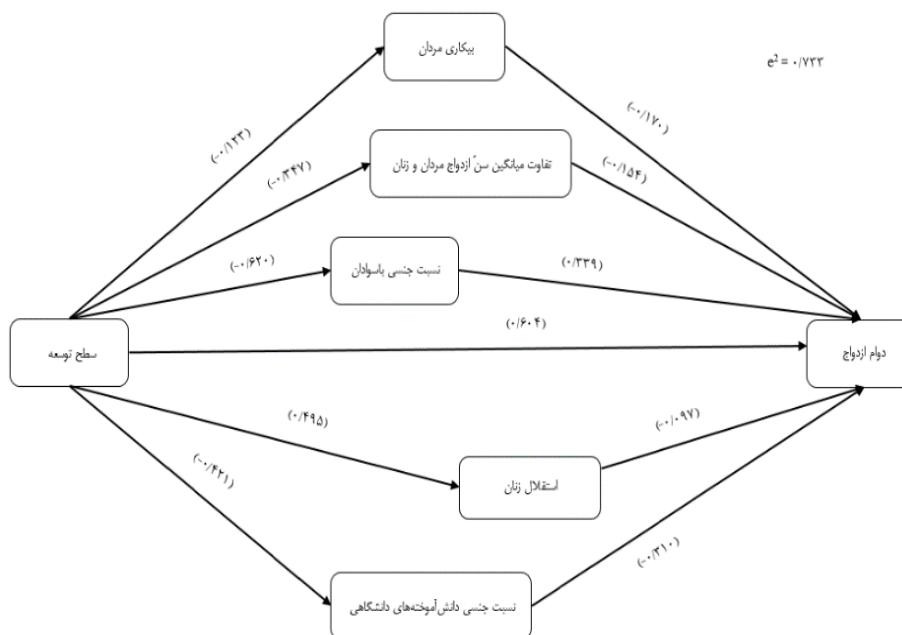 بیکاری مردان
e² = ۰/۷۳۳
(-۰/۱۲۳)
(-۰/۱۷۰)
(-۰/۳۴۷)
تفاوت میانگین سنّ ازدواج مردان و زنان
(-۰/۱۵۴)
(-۰/۶۲۰)
نسبت جنسی باسوادان
(۰/۳۳۹)
سطح توسعه
(۰/۶۰۴)
دوام ازدواج
(۰/۴۹۵)
(-۰/۰۹۷)
استقلال زنان
(-۰/۴۲۱)
(-۰/۳۱۰)
نسبت جنسی دانش‌آموخته‌های دانشگاهی